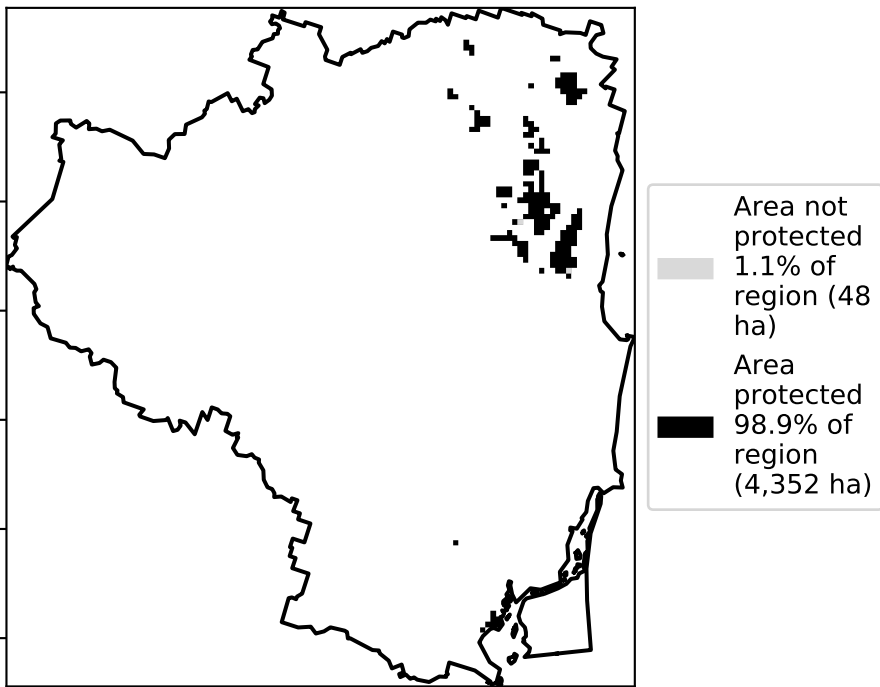 Area not
protected
1.1% of
region (48
ha)
Area
protected
98.9% of
region
(4,352 ha)